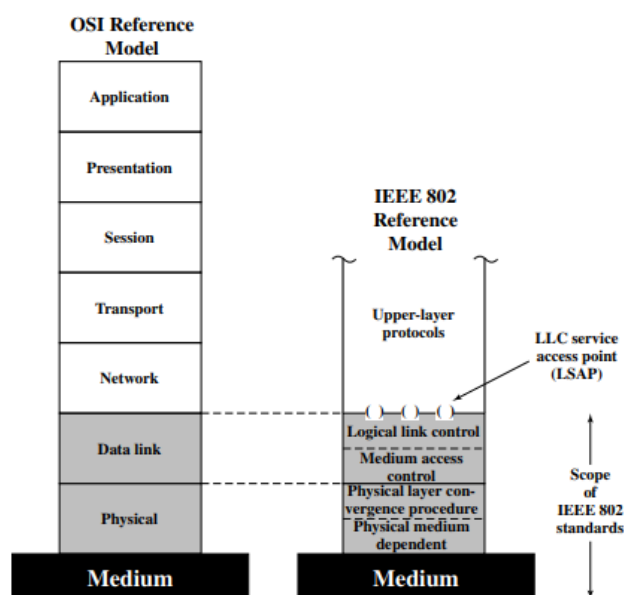 OSI Reference
Model
Application
Presentation
Session
Transport
Network
Data link
Physical
Medium
IEEE 802
Reference
Model
Upper-layer
protocols
LLC service
access point
(LSAP)
Logical link control
Medium access
control
Physical layer con-
vergence procedure
Physical medium
dependent
Medium
Scope
of
IEEE 802
standards